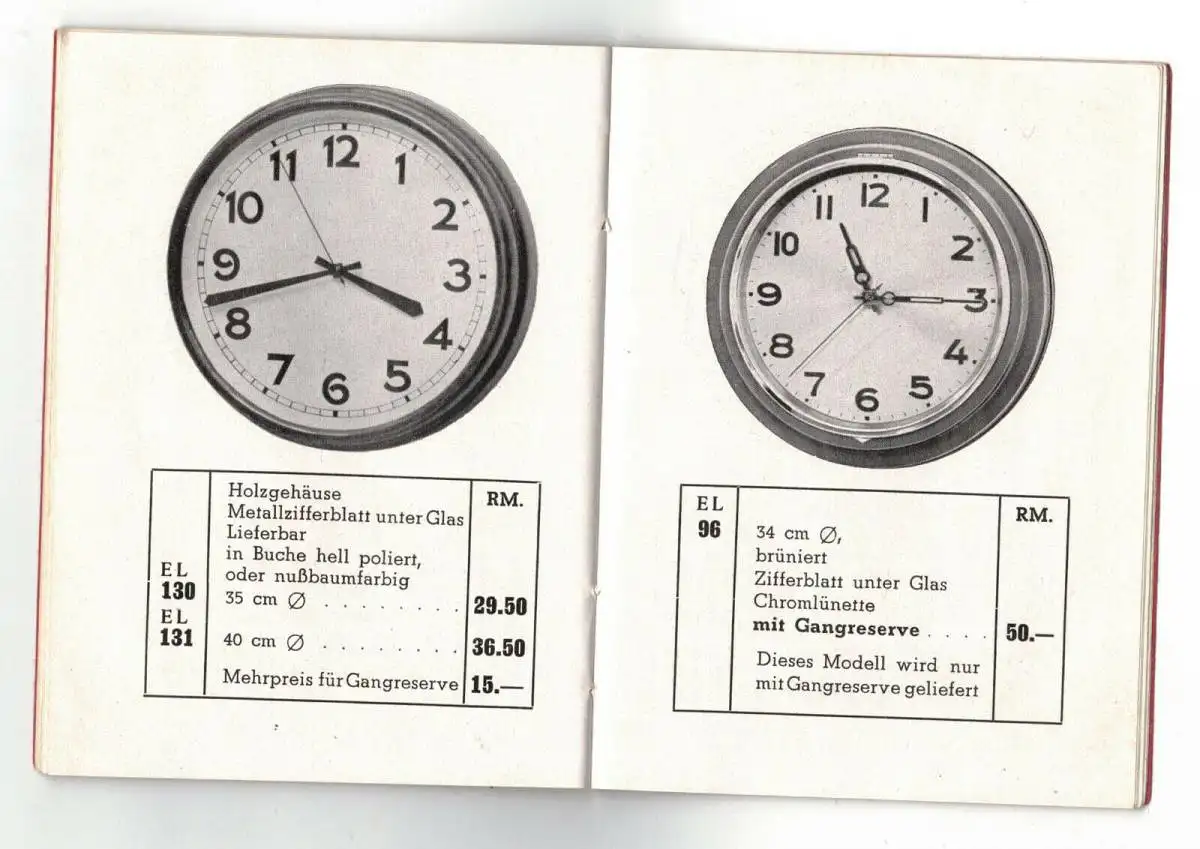 12
11 1
10 2
9 3
8 4
7 5
6
Holzgehäuse RM.
Metallzifferblatt unter Glas
Lieferbar
in Buche hell poliert,
EL oder nußbaumfarbig
130 35 cm ∅ . . . . . . . . 29.50
EL
131 40 cm ∅ . . . . . . . . 36.50
Mehrpreis für Gangreserve 15.—
12
11 1
10 2
9 3
8 4
7 5
6
EL RM.
96 34 cm ∅,
brüniert
Zifferblatt unter Glas
Chromlünette
mit Gangreserve . . . . 50.—
Dieses Modell wird nur
mit Gangreserve geliefert